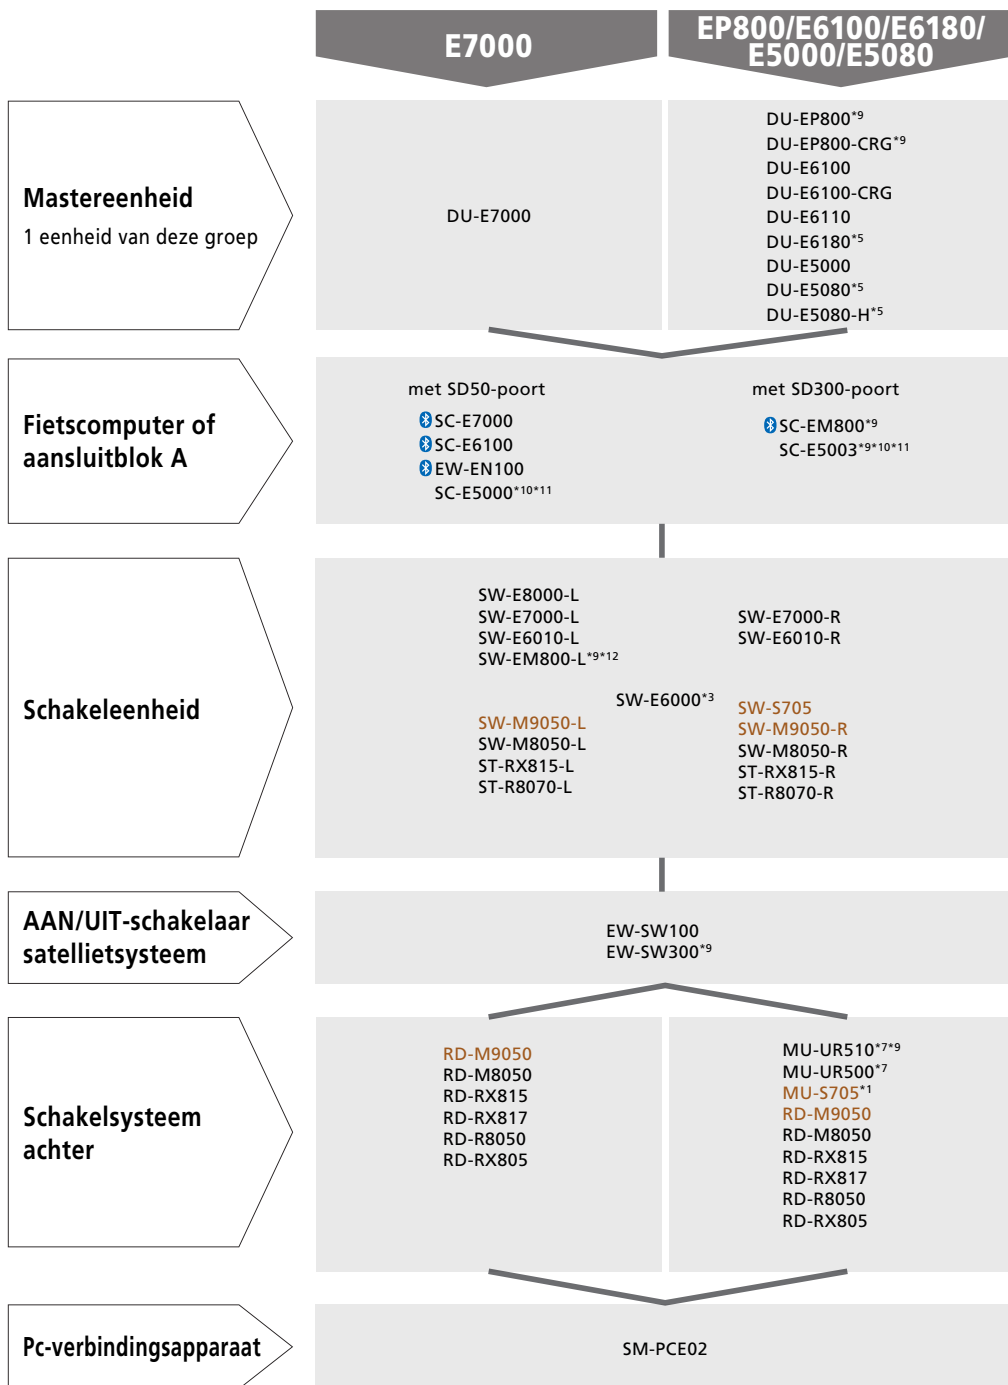 E7000
EP800/E6100/E6180/
E5000/E5080
Mastereenheid
1 eenheid van deze groep
DU-E7000
DU-EP800*9
DU-EP800-CRG*9
DU-E6100
DU-E6100-CRG
DU-E6110
DU-E6180*5
DU-E5000
DU-E5080*5
DU-E5080-H*5
Fietscomputer of
aansluitblok A
met SD50-poort
SC-E7000
SC-E6100
EW-EN100
SC-E5000*10*11
met SD300-poort
SC-EM800*9
SC-E5003*9*10*11
Schakeleenheid
SW-E8000-L
SW-E7000-L
SW-E6010-L
SW-EM800-L*9*12
SW-E7000-R
SW-E6010-R
SW-E6000*3
SW-M9050-L
SW-M8050-L
ST-RX815-L
ST-R8070-L
SW-S705
SW-M9050-R
SW-M8050-R
ST-RX815-R
ST-R8070-R
AAN/UIT-schakelaar
satellietsysteem
EW-SW100
EW-SW300*9
Schakelsysteem
achter
RD-M9050
RD-M8050
RD-RX815
RD-RX817
RD-R8050
RD-RX805
MU-UR510*7*9
MU-UR500*7
MU-S705*1
RD-M9050
RD-M8050
RD-RX815
RD-RX817
RD-R8050
RD-RX805
Pc-verbindingsapparaat
SM-PCE02